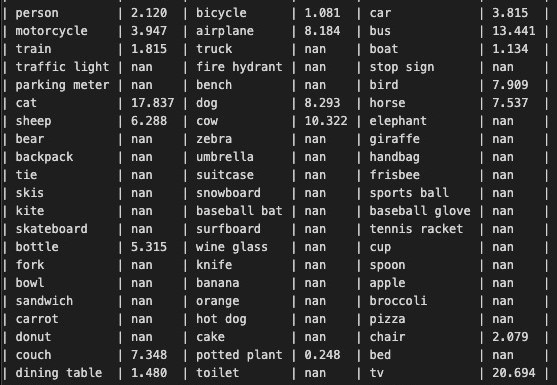 | person | 2.120 | bicycle | 1.081 | car | 3.815 |
| motorcycle | 3.947 | airplane | 8.184 | bus | 13.441 |
| train | 1.815 | truck | nan | boat | 1.134 |
| traffic light | nan | fire hydrant | nan | stop sign | nan |
| parking meter | nan | bench | nan | bird | 7.909 |
| cat | 17.837 | dog | 8.293 | horse | 7.537 |
| sheep | 6.288 | cow | 10.322 | elephant | nan |
| bear | nan | zebra | nan | giraffe | nan |
| backpack | nan | umbrella | nan | handbag | nan |
| tie | nan | suitcase | nan | frisbee | nan |
| skis | nan | snowboard | nan | sports ball | nan |
| kite | nan | baseball bat | nan | baseball glove | nan |
| skateboard | nan | surfboard | nan | tennis racket | nan |
| bottle | 5.315 | wine glass | nan | cup | nan |
| fork | nan | knife | nan | spoon | nan |
| bowl | nan | banana | nan | apple | nan |
| sandwich | nan | orange | nan | broccoli | nan |
| carrot | nan | hot dog | nan | pizza | nan |
| donut | nan | cake | nan | chair | 2.079 |
| couch | 7.348 | potted plant | 0.248 | bed | nan |
| dining table | 1.480 | toilet | nan | tv | 20.694 |